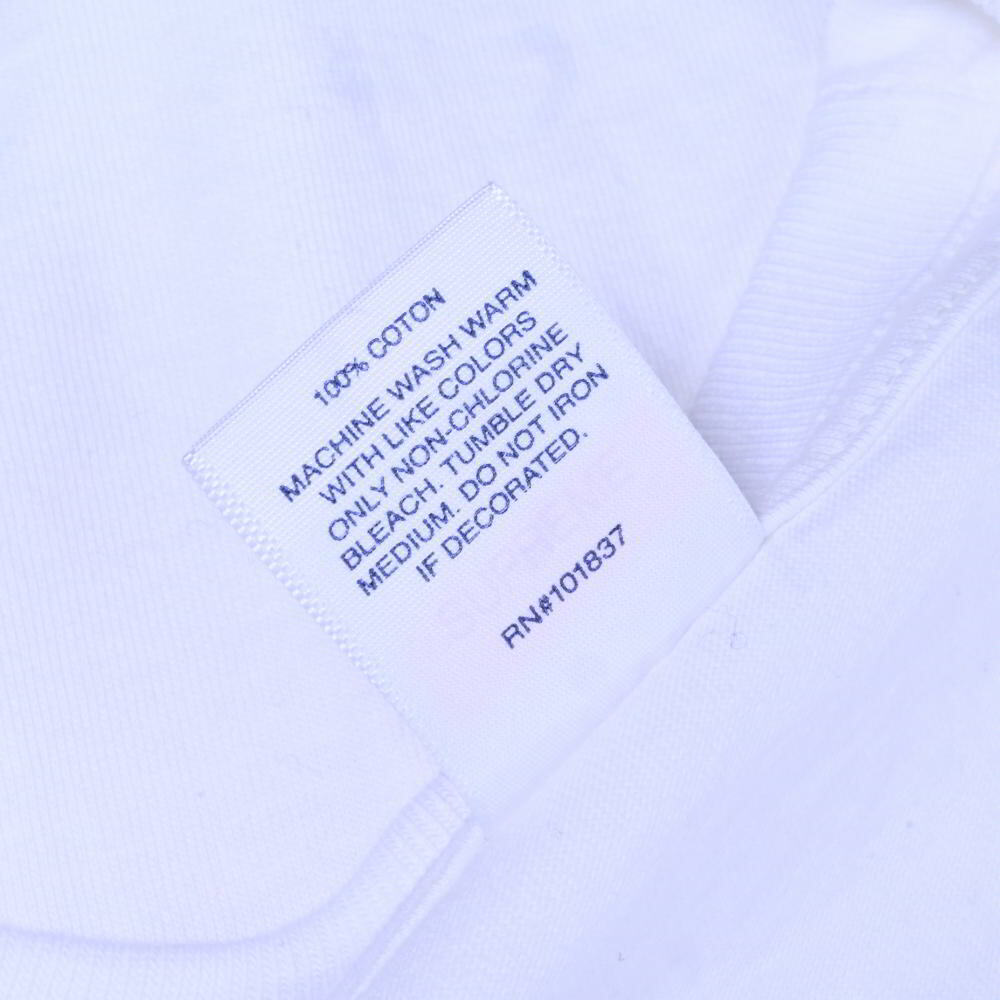 100% COTON
MACHINE WASH WARM
WITH LIKE COLORS
ONLY NON-CHLORINE
BLEACH. TUMBLE DRY
MEDIUM. DO NOT IRON
IF DECORATED.
RN#101837